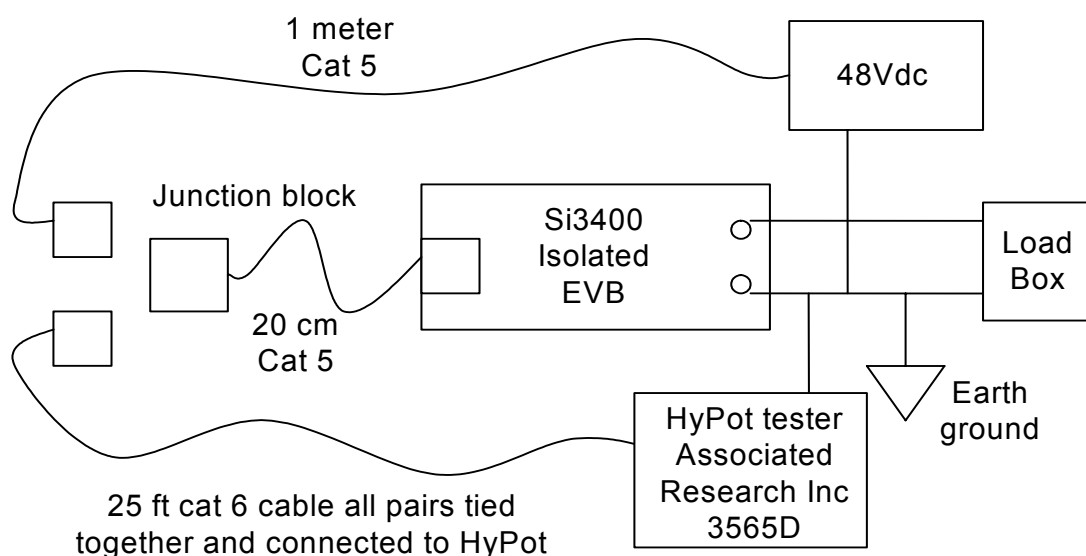 1 meter
Cat 5
48Vdc
Junction block
Si3400
Isolated
EVB
Load
Box
20 cm
Cat 5
Earth
ground
HyPot tester
Associated
Research Inc
3565D
25 ft cat 6 cable all pairs tied
together and connected to HyPot